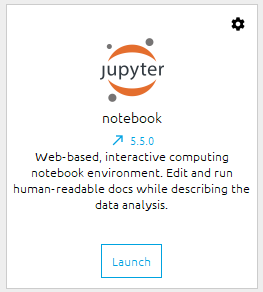 jupyter
notebook
5.5.0
Web-based, interactive computing
notebook environment. Edit and run
human-readable docs while describing the
data analysis.
Launch